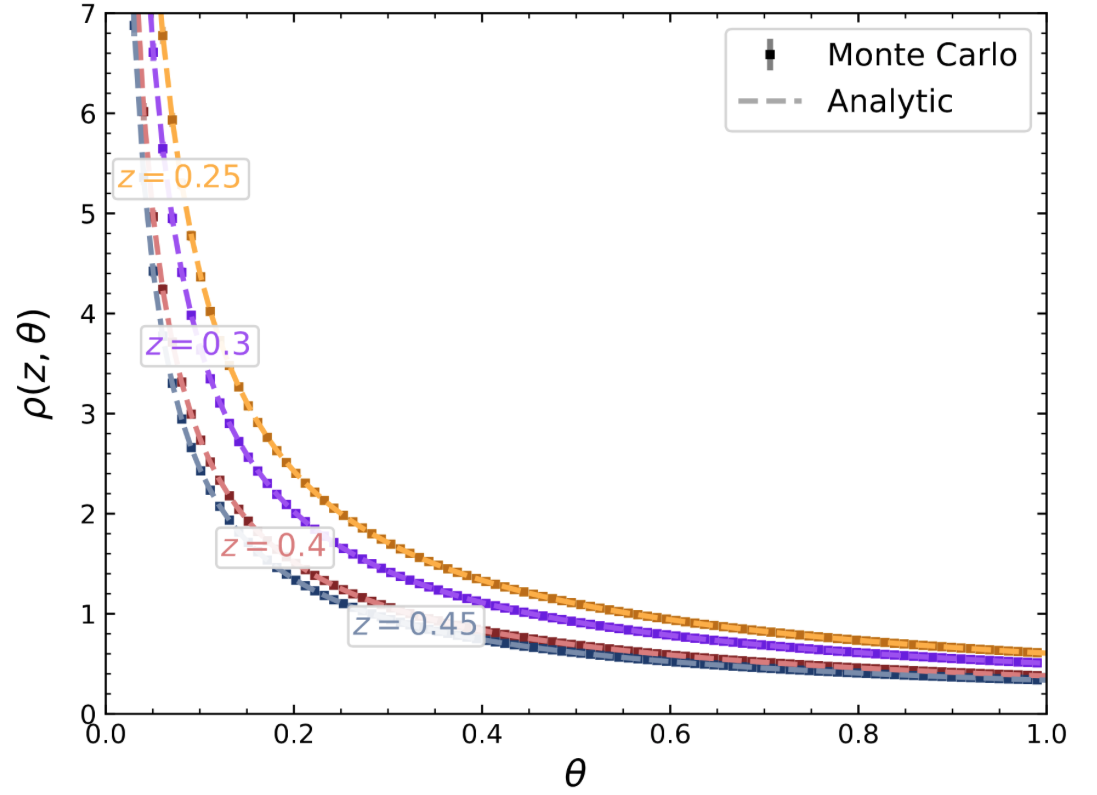 7
6
5
4
3
2
1
0
ρ(z, θ)
Monte Carlo
Analytic
z = 0.25
z = 0.3
z = 0.4
z = 0.45
0.0 0.2 0.4 0.6 0.8 1.0
θ